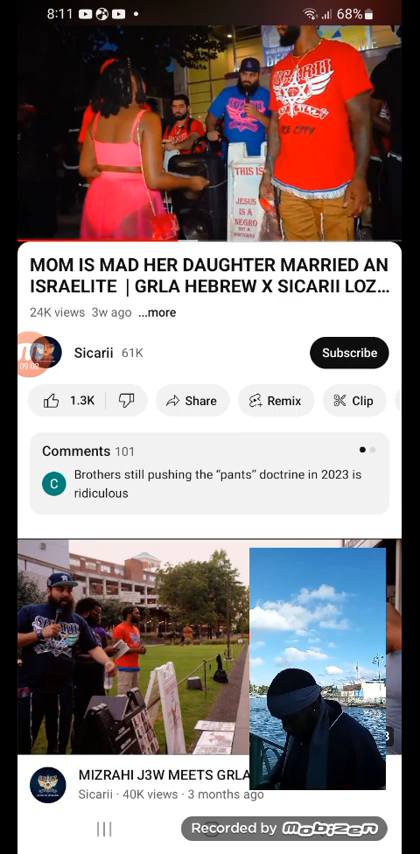 8:11
68%
SICARII
THIS IS
JESUS
IS A
NEGRO
MOM IS MAD HER DAUGHTER MARRIED AN
ISRAELITE | GRLA HEBREW X SICARII LOZ...
24K views 3w ago ...more
09:02
Sicarii 61K
Subscribe
1.3K
Share
Remix
Clip
Comments 101
C
Brothers still pushing the “pants” doctrine in 2023 is
ridiculous
MIZRAHI J3W MEETS GRLA
Sicarii · 40K views · 3 months ago
Recorded by mobizen